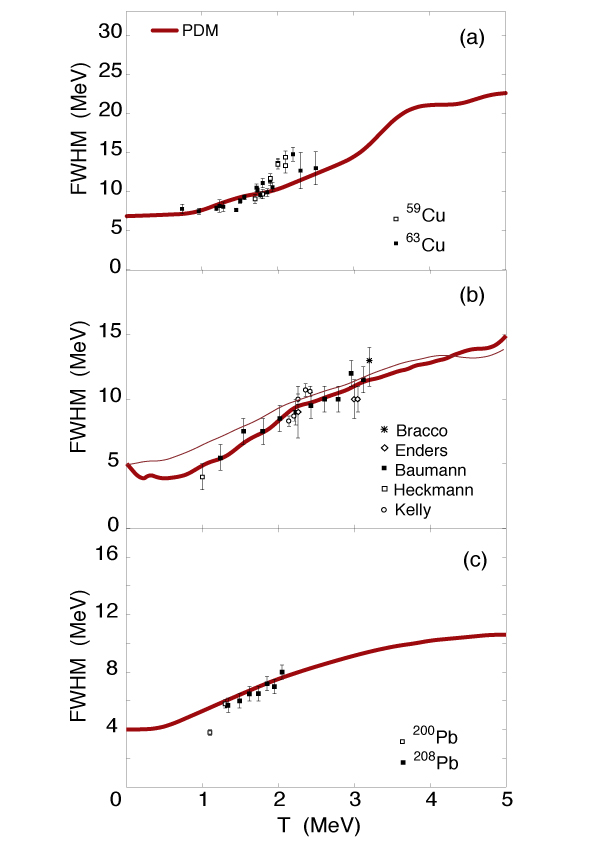 PDM
(a)
30
25
20
15
10
5
0
FWHM (MeV)
59Cu
63Cu
(b)
15
10
5
0
FWHM (MeV)
Bracco
Enders
Baumann
Heckmann
Kelly
(c)
16
12
8
4
0
FWHM (MeV)
200Pb
208Pb
1 2 3 4 5
T (MeV)